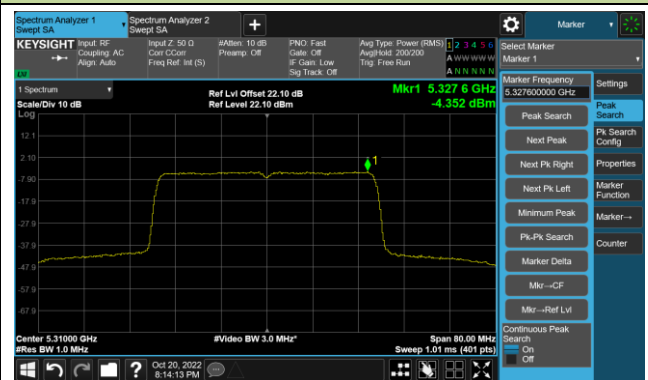 Spectrum Analyzer 1
Swept SA
Spectrum Analyzer 2
Swept SA
+
Marker
KEYSIGHT
Input: RF
Coupling: AC
Align: Auto
Input Z: 50 Ω
Corr CCorr
Freq Ref: Int (S)
#Atten: 10 dB
Preamp: Off
PNO: Fast
Gate: Off
IF Gain: Low
Sig Track: Off
Avg Type: Power (RMS)
Avg|Hold: 200/200
Trig: Free Run
1 2 3 4 5 6
A W W W W W
A N N N N N
Select Marker
Marker 1
1 Spectrum
Scale/Div 10 dB
Log
Ref Lvl Offset 22.10 dB
Ref Level 22.10 dBm
Mkr1 5.327 6 GHz
-4.352 dBm
12.1
2.10
-7.90
-17.9
-27.9
-37.9
-47.9
-57.9
-67.9
1
Center 5.31000 GHz
#Res BW 1.0 MHz
#Video BW 3.0 MHz*
Span 80.00 MHz
Sweep 1.01 ms (401 pts)
Marker Frequency
5.327600000 GHz
Peak Search
Next Peak
Next Pk Right
Next Pk Left
Minimum Peak
Pk-Pk Search
Marker Delta
Mkr→CF
Mkr→Ref Lvl
Continuous Peak
Search
On
Off
Settings
Peak
Search
Pk Search
Config
Properties
Marker
Function
Marker→
Counter
?
Oct 20, 2022
8:14:13 PM